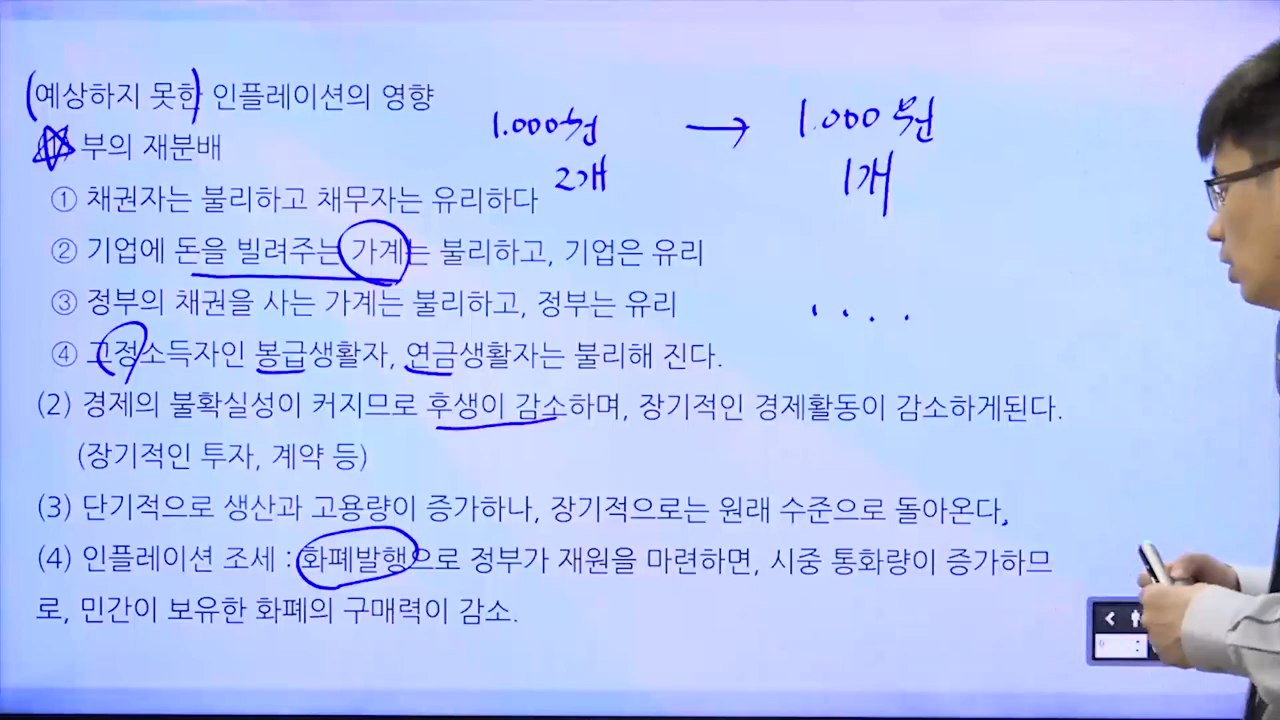 (예상하지 못한) 인플레이션의 영향
1.000원 → 1.000원
부의 재분배
2개 1개
① 채권자는 불리하고 채무자는 유리하다
② 기업에 돈을 빌려주는 가계는 불리하고, 기업은 유리
③ 정부의 채권을 사는 가계는 불리하고, 정부는 유리
④ 고정소득자인 봉급생활자, 연금생활자는 불리해 진다.
(2) 경제의 불확실성이 커지므로 후생이 감소하며, 장기적인 경제활동이 감소하게된다.
(장기적인 투자, 계약 등)
(3) 단기적으로 생산과 고용량이 증가하나, 장기적으로는 원래 수준으로 돌아온다.
(4) 인플레이션 조세 : 화폐발행으로 정부가 재원을 마련하면, 시중 통화량이 증가하므
로, 민간이 보유한 화폐의 구매력이 감소.